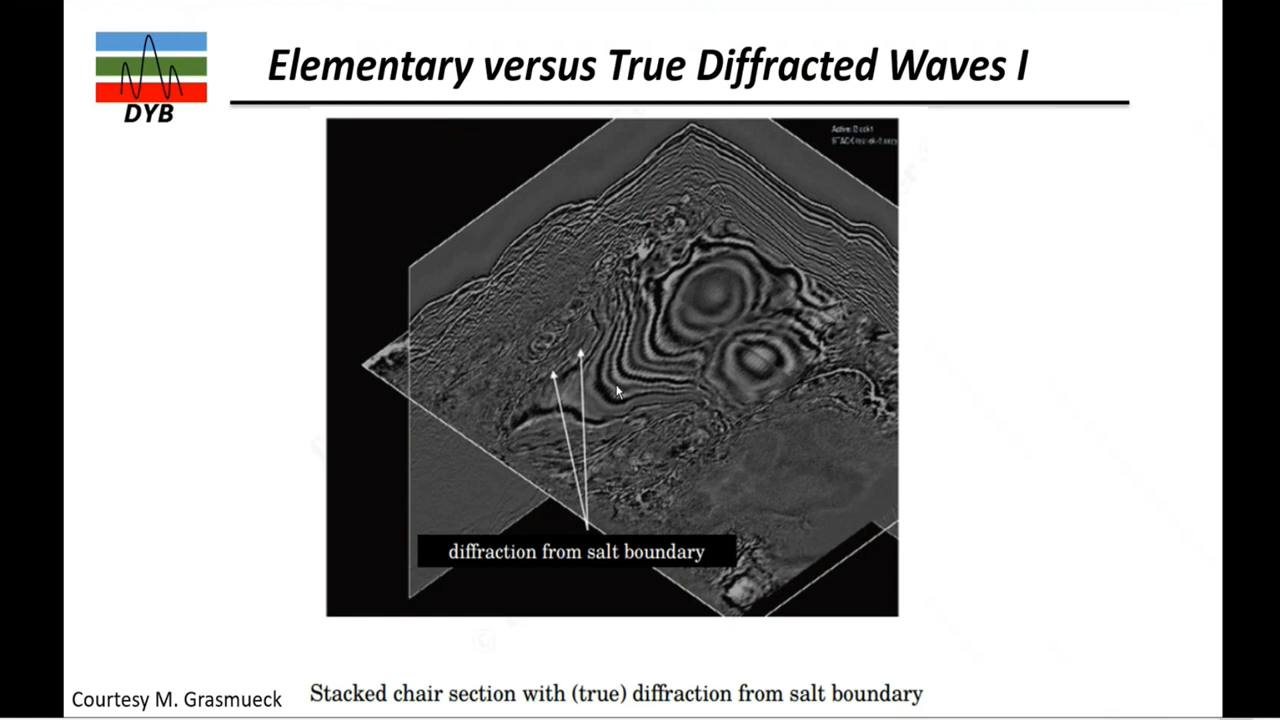 Elementary versus True Diffracted Waves I
DYB
diffraction from salt boundary
Courtesy M. Grasmueck
Stacked chair section with (true) diffraction from salt boundary